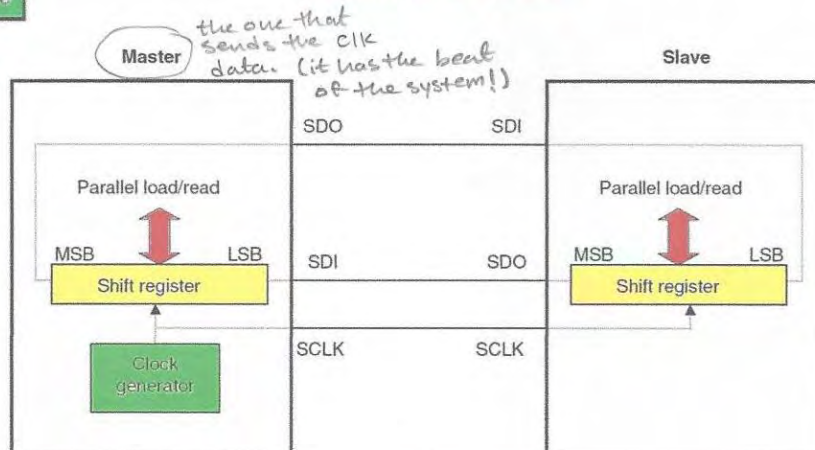 the one that
Master sends the clk
data. (it has the beat
of the system!)
Slave
SDO SDI
Parallel load/read Parallel load/read
MSB LSB SDI SDO MSB LSB
Shift register Shift register
SCLK SCLK
Clock
generator